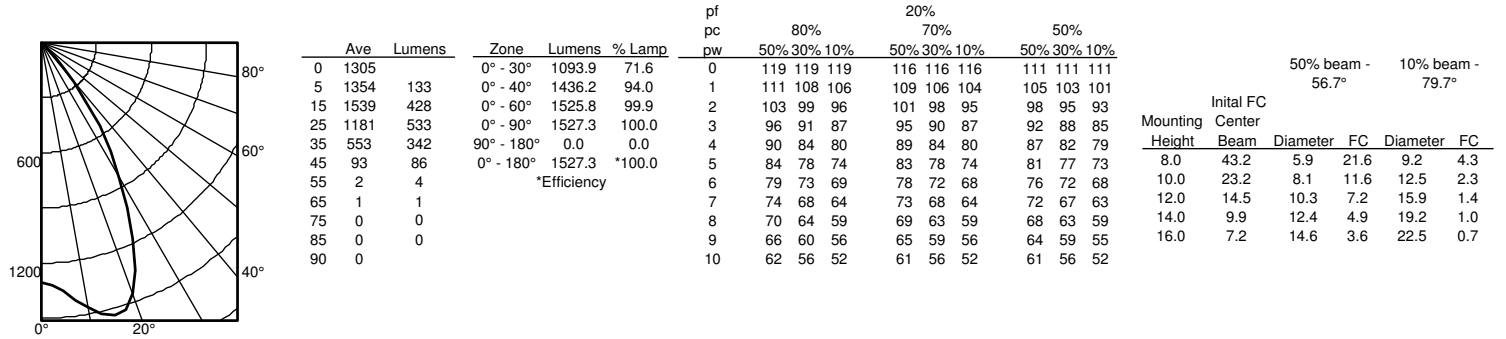 80°
60°
600
1200
40°
0° 20°
Ave Lumens
0 1305
5 1354 133
15 1539 428
25 1181 533
35 553 342
45 93 86
55 2 4
65 1 1
75 0 0
85 0 0
90 0
Zone Lumens % Lamp
0° - 30° 1093.9 71.6
0° - 40° 1436.2 94.0
0° - 60° 1525.8 99.9
0° - 90° 1527.3 100.0
90° - 180° 0.0 0.0
0° - 180° 1527.3 *100.0
*Efficiency
pf 20%
pc 80% 70% 50%
pw 50% 30% 10% 50% 30% 10% 50% 30% 10%
0 119 119 119 116 116 116 111 111 111
1 111 108 106 109 106 104 105 103 101
2 103 99 96 101 98 95 98 95 93
3 96 91 87 95 90 87 92 88 85
4 90 84 80 89 84 80 87 82 79
5 84 78 74 83 78 74 81 77 73
6 79 73 69 78 72 68 76 72 68
7 74 68 64 73 68 64 72 67 63
8 70 64 59 69 63 59 68 63 59
9 66 60 56 65 59 56 64 59 55
10 62 56 52 61 56 52 61 56 52
50% beam - 10% beam -
56.7° 79.7°
Inital FC
Mounting Center
Height Beam Diameter FC Diameter FC
8.0 43.2 5.9 21.6 9.2 4.3
10.0 23.2 8.1 11.6 12.5 2.3
12.0 14.5 10.3 7.2 15.9 1.4
14.0 9.9 12.4 4.9 19.2 1.0
16.0 7.2 14.6 3.6 22.5 0.7